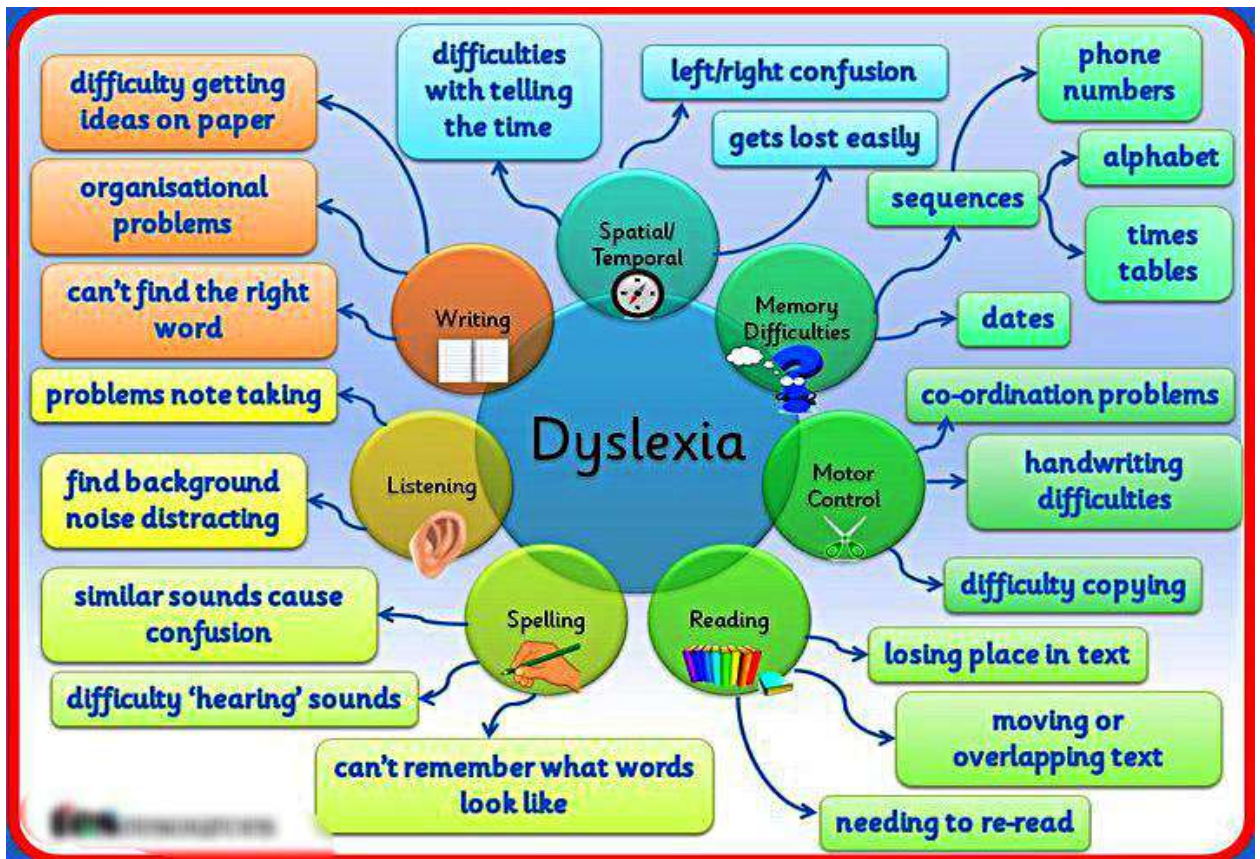 difficulty getting
ideas on paper
organisational
problems
can't find the right
word
problems note taking
find background
noise distracting
similar sounds cause
confusion
difficulty 'hearing' sounds
can't remember what words
look like
difficulties
with telling
the time
left/right confusion
gets lost easily
sequences
phone
numbers
alphabet
times
tables
dates
co-ordination problems
handwriting
difficulties
difficulty copying
losing place in text
moving or
overlapping text
needing to re-read
Spatial/
Temporal
Memory
Difficulties
Motor
Control
Reading
Spelling
Listening
Writing
Dyslexia